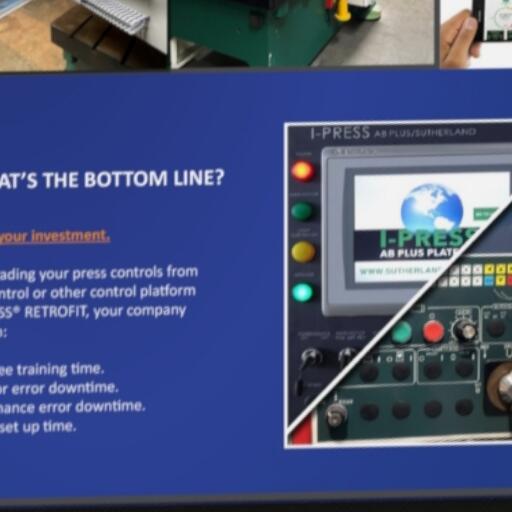 AT'S THE BOTTOM LINE?
your investment.
ading your press controls from
ntrol or other control platform
SS® RETROFIT, your company
:
ee training time.
or error downtime.
nance error downtime.
set up time.
I-PRESS AB PLUS/SUTHERLAND
I-PRESS
AB PLUS PLATF
WWW.SUTHERLAN